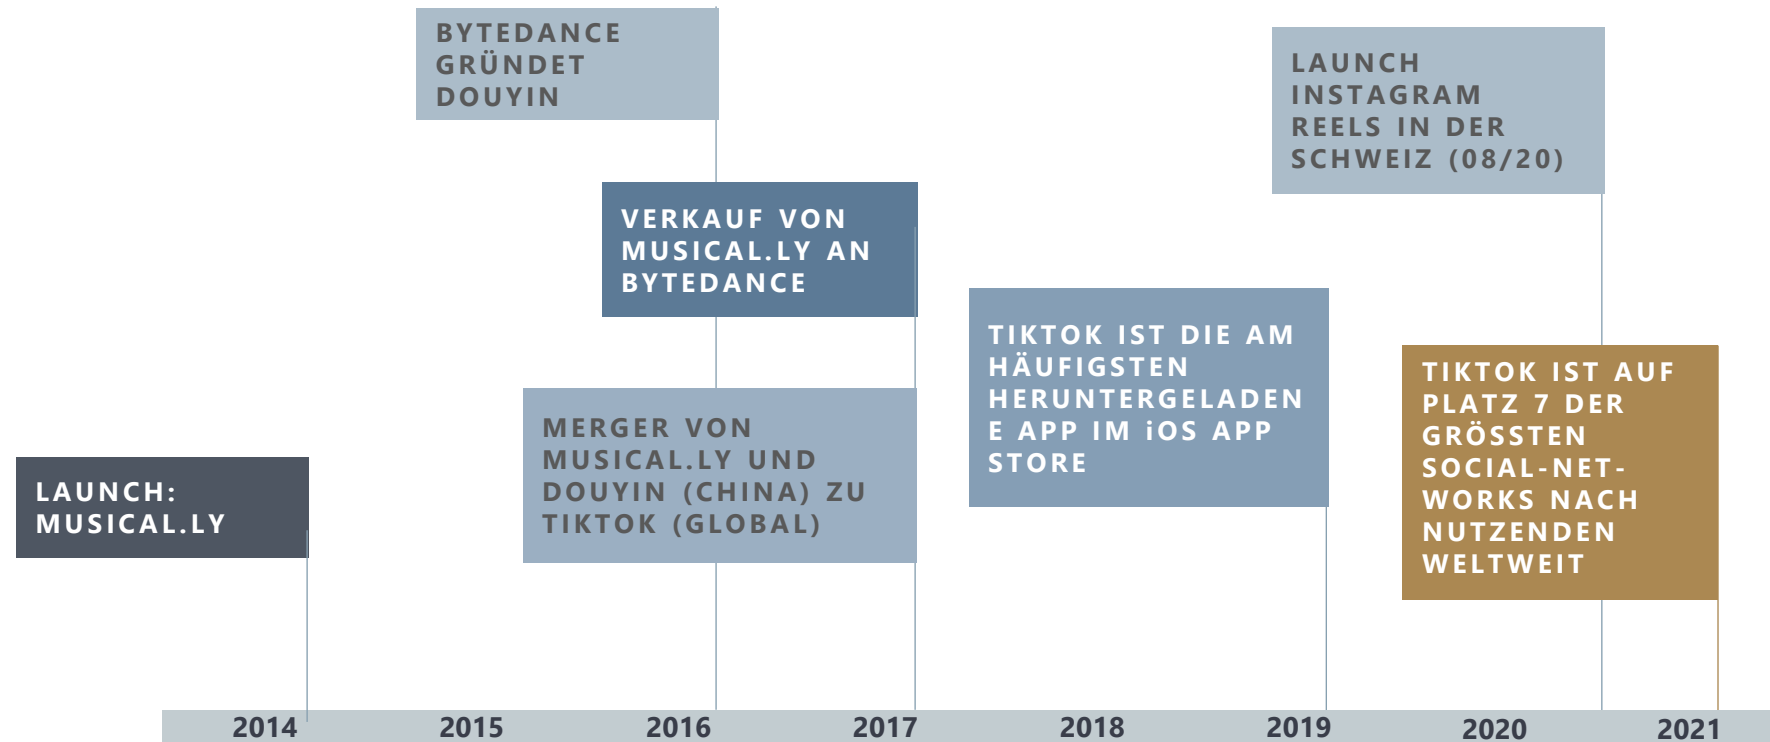 BYTEDANCE
GRÜNDET
DOUYIN
LAUNCH
INSTAGRAM
REELS IN DER
SCHWEIZ (08/20)
VERKAUF VON
MUSICAL.LY AN
BYTEDANCE
TIKTOK IST DIE AM
HÄUFIGSTEN
HERUNTERGELADEN
E APP IM iOS APP
STORE
TIKTOK IST AUF
PLATZ 7 DER
GRÖSSTEN
SOCIAL-NET-
WORKS NACH
NUTZENDEN
WELTWEIT
MERGER VON
MUSICAL.LY UND
DOUYIN (CHINA) ZU
TIKTOK (GLOBAL)
LAUNCH:
MUSICAL.LY
2014 2015 2016 2017 2018 2019 2020 2021